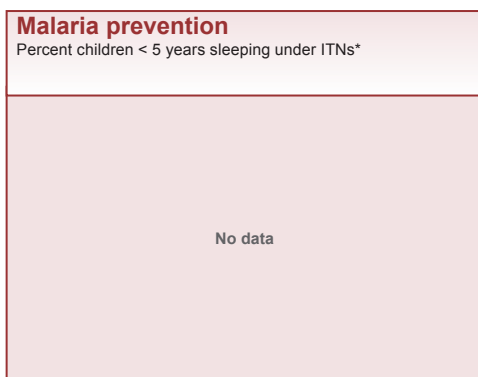 Malaria prevention
Percent children < 5 years sleeping under ITNs*
No data